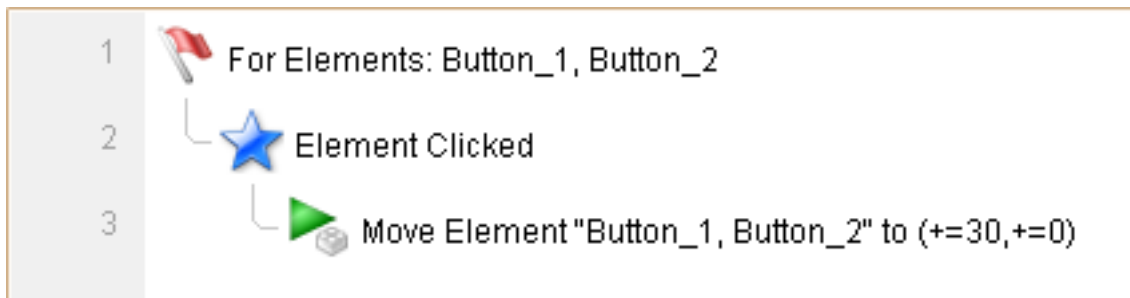 1 For Elements: Button_1, Button_2
2 Element Clicked
3 Move Element "Button_1, Button_2" to (+=30,+=0)